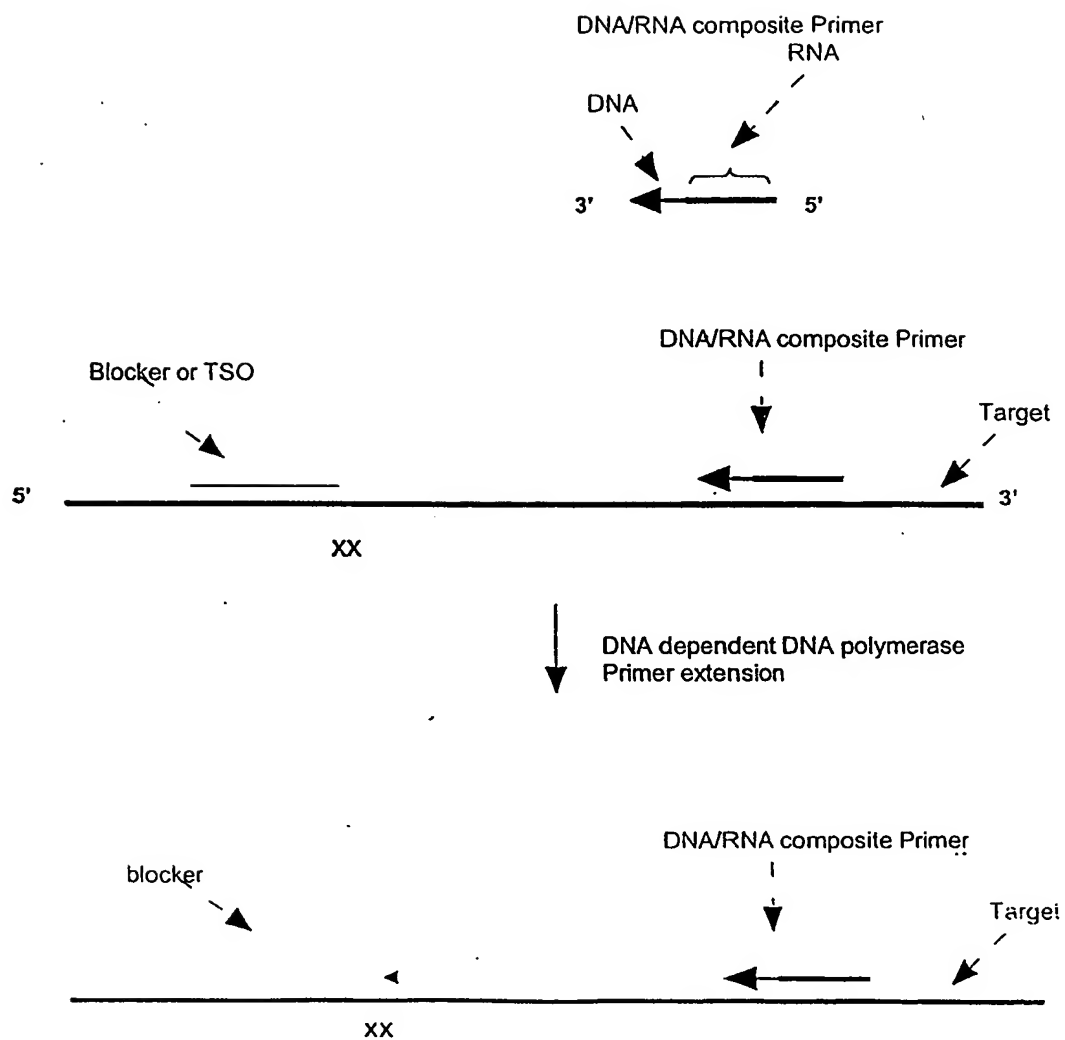 DNA/RNA composite Primer
RNA
DNA
3'
5'
DNA/RNA composite Primer
Blocker or TSO
Target
5'
3'
XX
DNA dependent DNA polymerase
Primer extension
DNA/RNA composite Primer
blocker
Target
XX